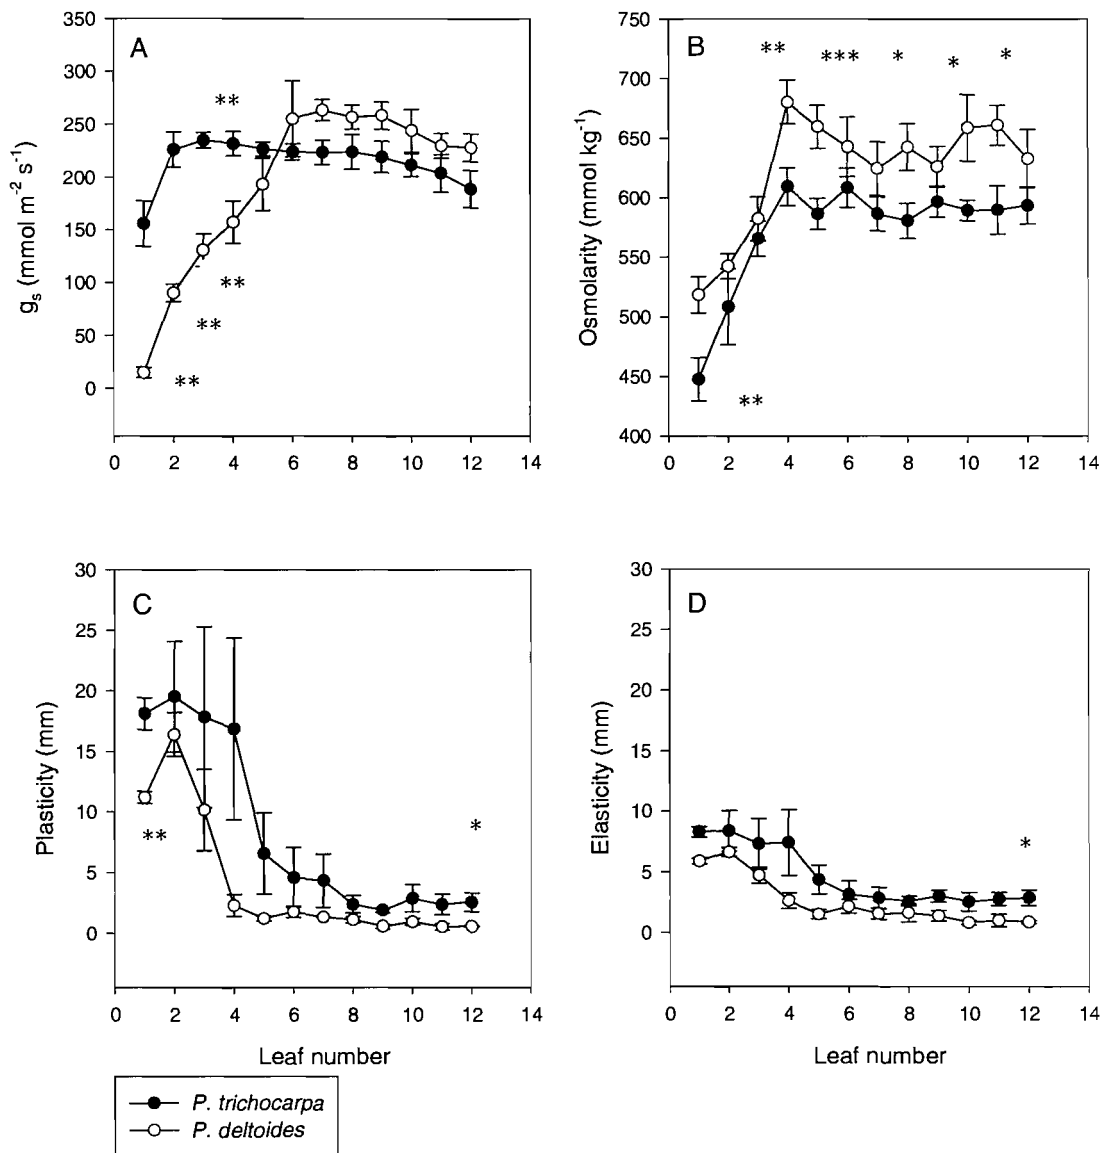 A
350
300
250
200
150
100
50
0
gs (mmol m⁻² s⁻¹)
**
**
**
**
0 2 4 6 8 10 12 14
B
750
700
650
600
550
500
450
400
Osmolarity (mmol kg⁻¹)
** *** * * *
**
0 2 4 6 8 10 12 14
C
30
25
20
15
10
5
0
Plasticity (mm)
**
*
0 2 4 6 8 10 12 14
Leaf number
D
30
25
20
15
10
5
0
Elasticity (mm)
*
0 2 4 6 8 10 12 14
Leaf number
P. trichocarpa
P. deltoides